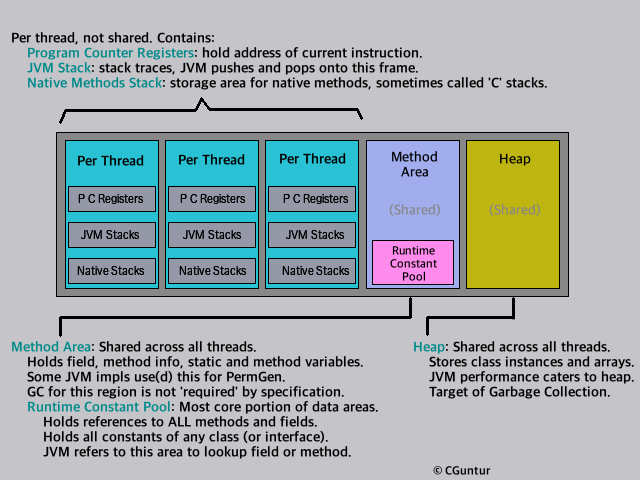 Per thread, not shared. Contains:
Program Counter Registers: hold address of current instruction.
JVM Stack: stack traces, JVM pushes and pops onto this frame.
Native Methods Stack: storage area for native methods, sometimes called 'C' stacks.
Per Thread
P C Registers
JVM Stacks
Native Stacks
Per Thread
P C Registers
JVM Stacks
Native Stacks
Per Thread
P C Registers
JVM Stacks
Native Stacks
Method
Area
(Shared)
Runtime
Constant
Pool
Heap
(Shared)
Method Area: Shared across all threads.
Holds field, method info, static and method variables.
Some JVM impls use(d) this for PermGen.
GC for this region is not 'required' by specification.
Runtime Constant Pool: Most core portion of data areas.
Holds references to ALL methods and fields.
Holds all constants of any class (or interface).
JVM refers to this area to lookup field or method.
Heap: Shared across all threads.
Stores class instances and arrays.
JVM performance caters to heap.
Target of Garbage Collection.
© CGuntur